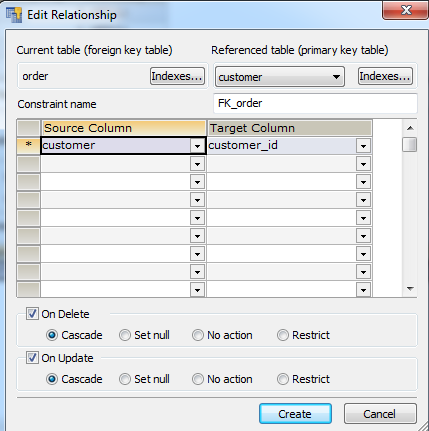 Edit Relationship
Current table (foreign key table) Referenced table (primary key table)
order Indexes... customer Indexes...
Constraint name FK_order
Source Column Target Column
* customer customer_id
On Delete
Cascade Set null No action Restrict
On Update
Cascade Set null No action Restrict
Create Cancel